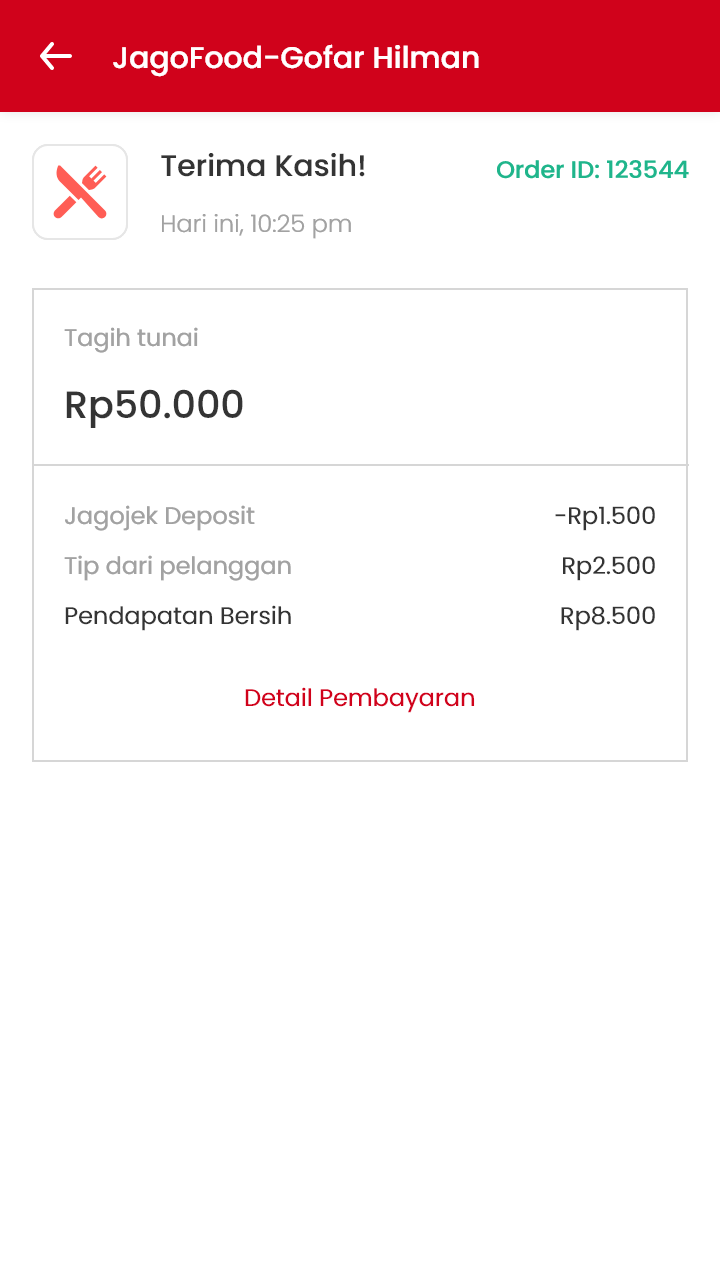 JagoFood-Gofar Hilman
Terima Kasih!
Order ID: 123544
Hari ini, 10:25 pm
Tagih tunai
Rp50.000
Jagojek Deposit -Rp1.500
Tip dari pelanggan Rp2.500
Pendapatan Bersih Rp8.500
Detail Pembayaran